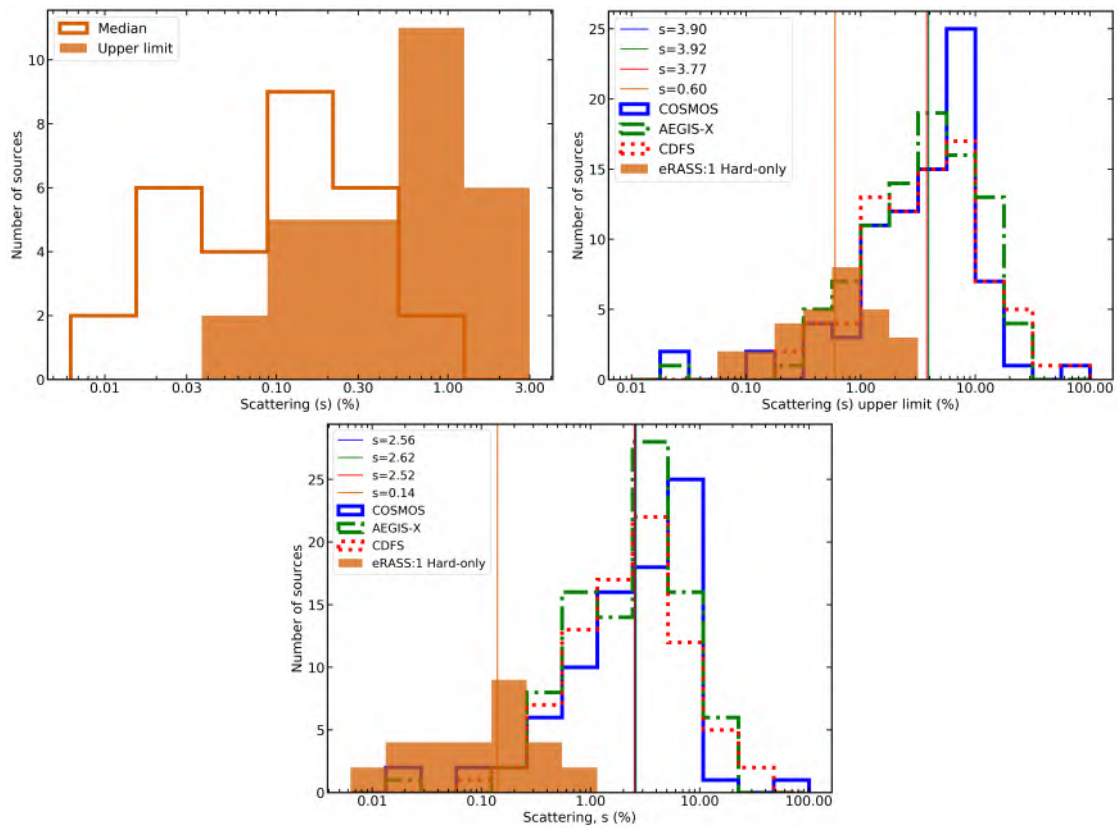 Median
Upper limit
Number of sources
10
8
6
4
2
0
0.01
0.03
0.10
0.30
1.00
3.00
Scattering (s) (%)
s=3.90
s=3.92
s=3.77
s=0.60
COSMOS
AEGIS-X
CDFS
eRASS:1 Hard-only
Number of sources
25
20
15
10
5
0
0.01
0.10
1.00
10.00
100.00
Scattering (s) upper limit (%)
s=2.56
s=2.62
s=2.52
s=0.14
COSMOS
AEGIS-X
CDFS
eRASS:1 Hard-only
Number of sources
25
20
15
10
5
0
0.01
0.10
1.00
10.00
100.00
Scattering, s (%)